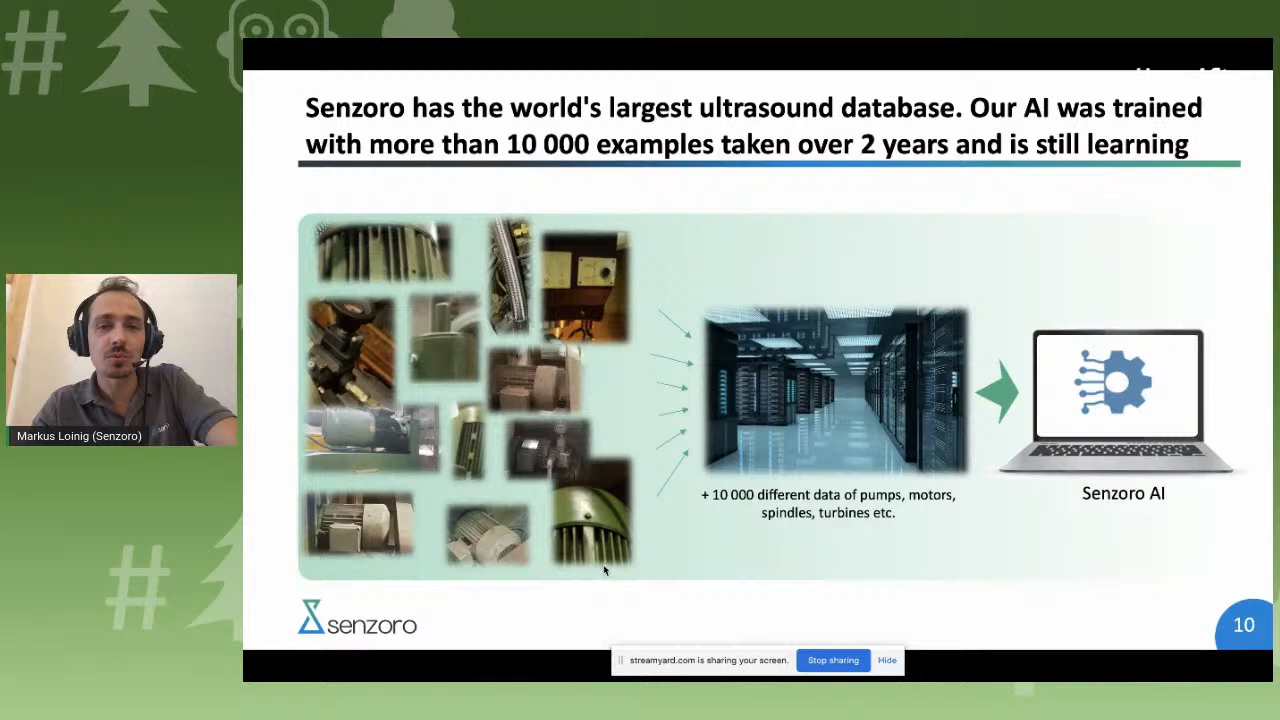 Senzoro has the world's largest ultrasound database. Our AI was trained
with more than 10 000 examples taken over 2 years and is still learning
Markus Loinig (Senzoro)
+ 10 000 different data of pumps, motors,
spindles, turbines etc.
Senzoro AI
senzoro
10
streamyard.com is sharing your screen.
Stop sharing
Hide